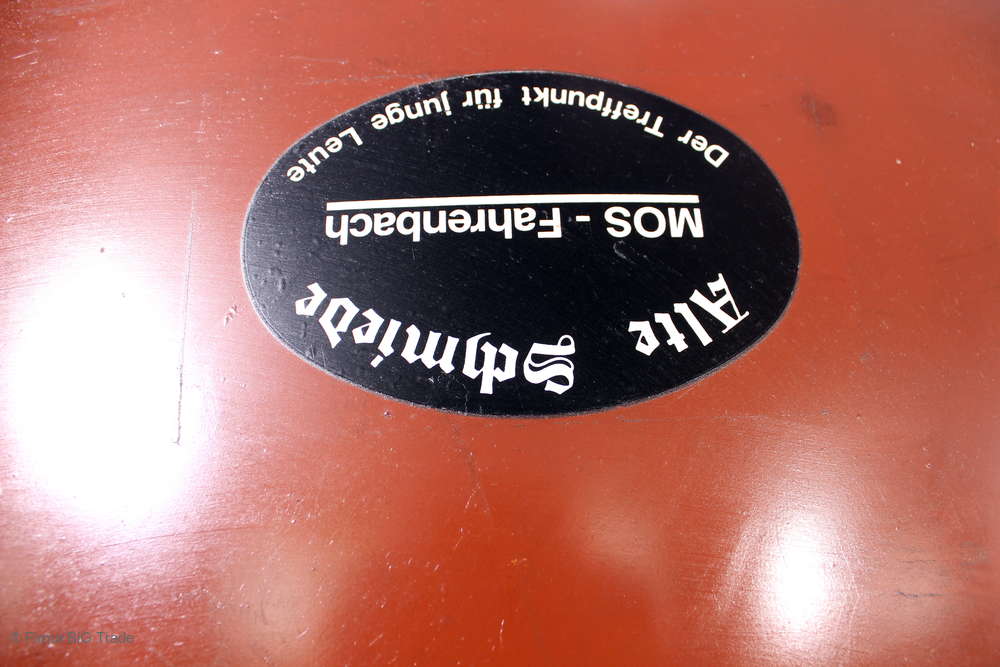 Alte Schmiede
MOS - Fahrenbach
Der Treffpunkt für junge Leute